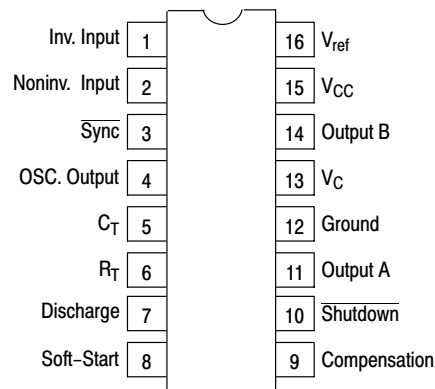 Inv. Input 1 16 Vref
Noninv. Input 2 15 VCC
Sync 3 14 Output B
OSC. Output 4 13 VC
CT 5 12 Ground
RT 6 11 Output A
Discharge 7 10 Shutdown
Soft−Start 8 9 Compensation